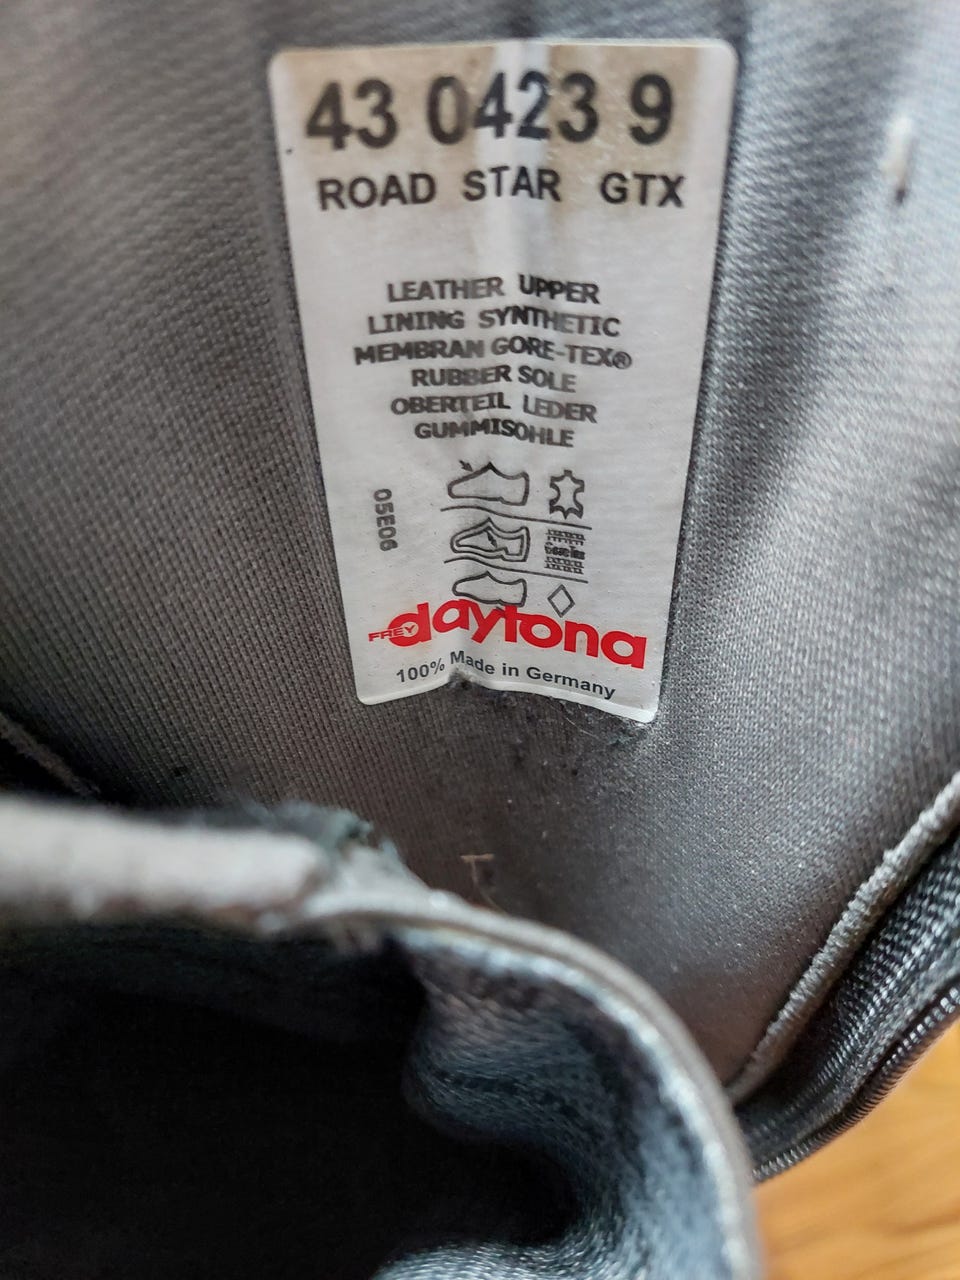 43 0423 9
ROAD STAR GTX
LEATHER UPPER
LINING SYNTHETIC
MEMBRAN GORE-TEX®
RUBBER SOLE
OBERTEIL LEDER
GUMMISOHLE
05E06
FREY daytona
100% Made in Germany